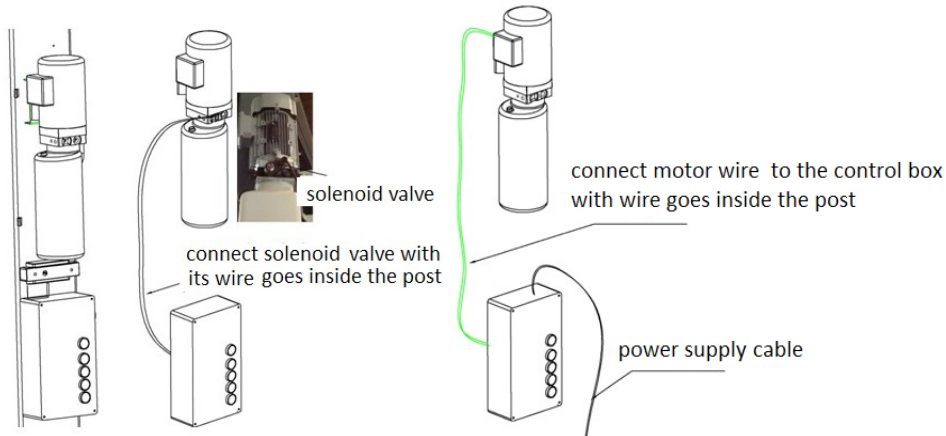 solenoid valve
connect solenoid valve with
its wire goes inside the post
connect motor wire to the control box
with wire goes inside the post
power supply cable